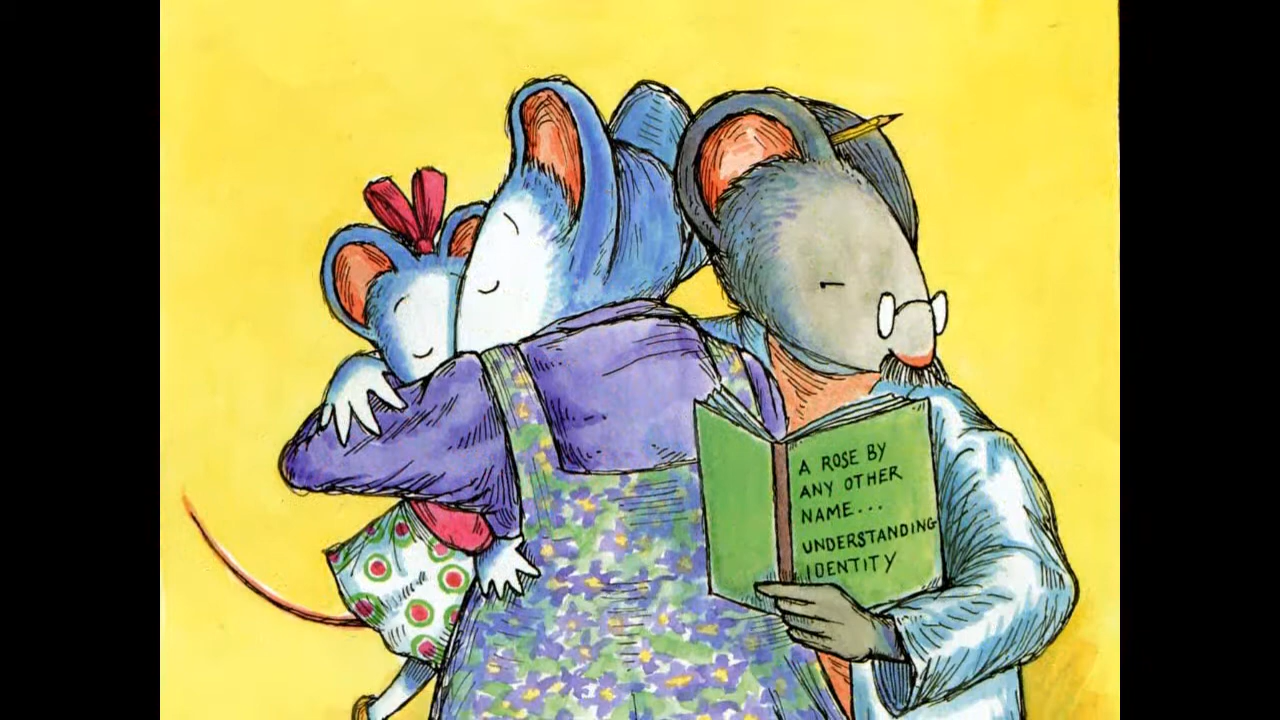 A ROSE BY
ANY OTHER
NAME...
UNDERSTANDING
IDENTITY